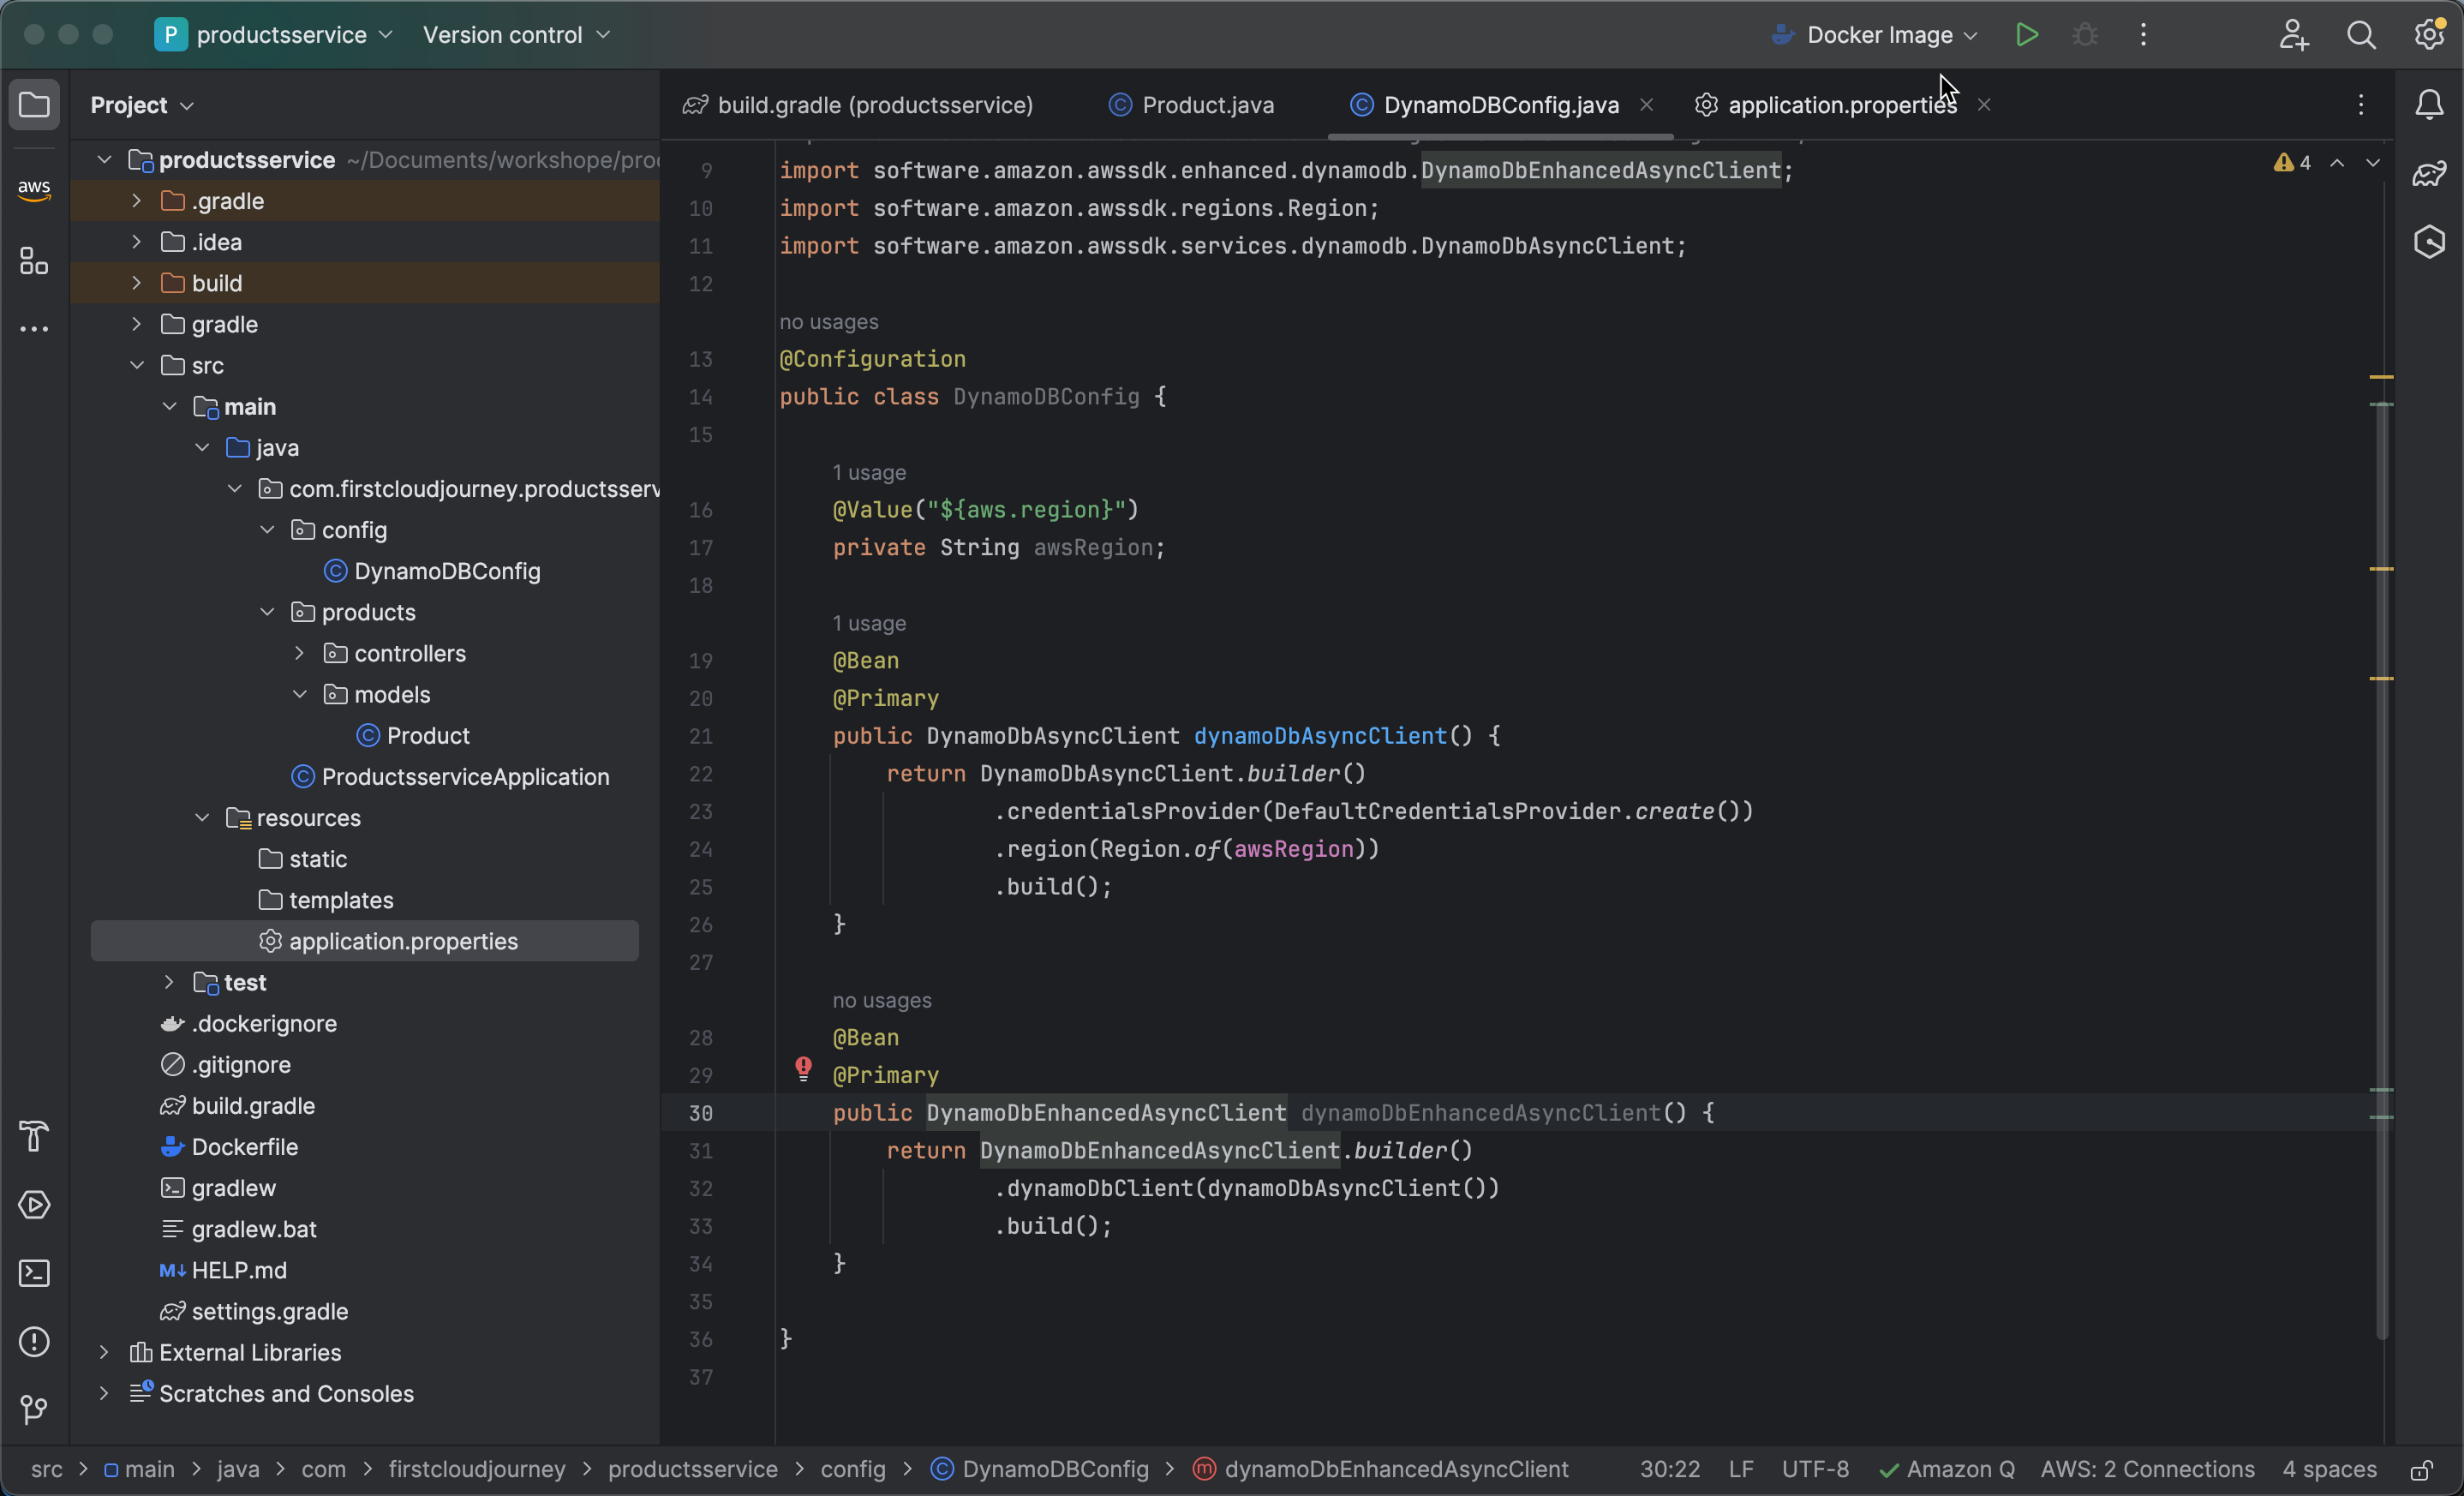 P productsservice Version control Docker Image
Project
build.gradle (productsservice) Product.java DynamoDBConfig.java application.properties
aws
productsservice ~/Documents/workshope/pro
.gradle
.idea
build
gradle
src
main
java
com.firstcloudjourney.productsserv
config
DynamoDBConfig
products
controllers
models
Product
ProductsserviceApplication
resources
static
templates
application.properties
test
.dockerignore
.gitignore
build.gradle
Dockerfile
gradlew
gradlew.bat
M↓ HELP.md
settings.gradle
External Libraries
Scratches and Consoles
4
9 import software.amazon.awssdk.enhanced.dynamodb.DynamoDbEnhancedAsyncClient;
10 import software.amazon.awssdk.regions.Region;
11 import software.amazon.awssdk.services.dynamodb.DynamoDbAsyncClient;
12
no usages
13 @Configuration
14 public class DynamoDBConfig {
15
1 usage
16 @Value("${aws.region}")
17 private String awsRegion;
18
1 usage
19 @Bean
20 @Primary
21 public DynamoDbAsyncClient dynamoDbAsyncClient() {
22 return DynamoDbAsyncClient.builder()
23 .credentialsProvider(DefaultCredentialsProvider.create())
24 .region(Region.of(awsRegion))
25 .build();
26 }
27
no usages
28 @Bean
29 @Primary
30 public DynamoDbEnhancedAsyncClient dynamoDbEnhancedAsyncClient() {
31 return DynamoDbEnhancedAsyncClient.builder()
32 .dynamoDbClient(dynamoDbAsyncClient())
33 .build();
34 }
35
36 }
37
src > main > java > com > firstcloudjourney > productsservice > config > DynamoDBConfig > dynamoDbEnhancedAsyncClient 30:22 LF UTF-8 Amazon Q AWS: 2 Connections 4 spaces